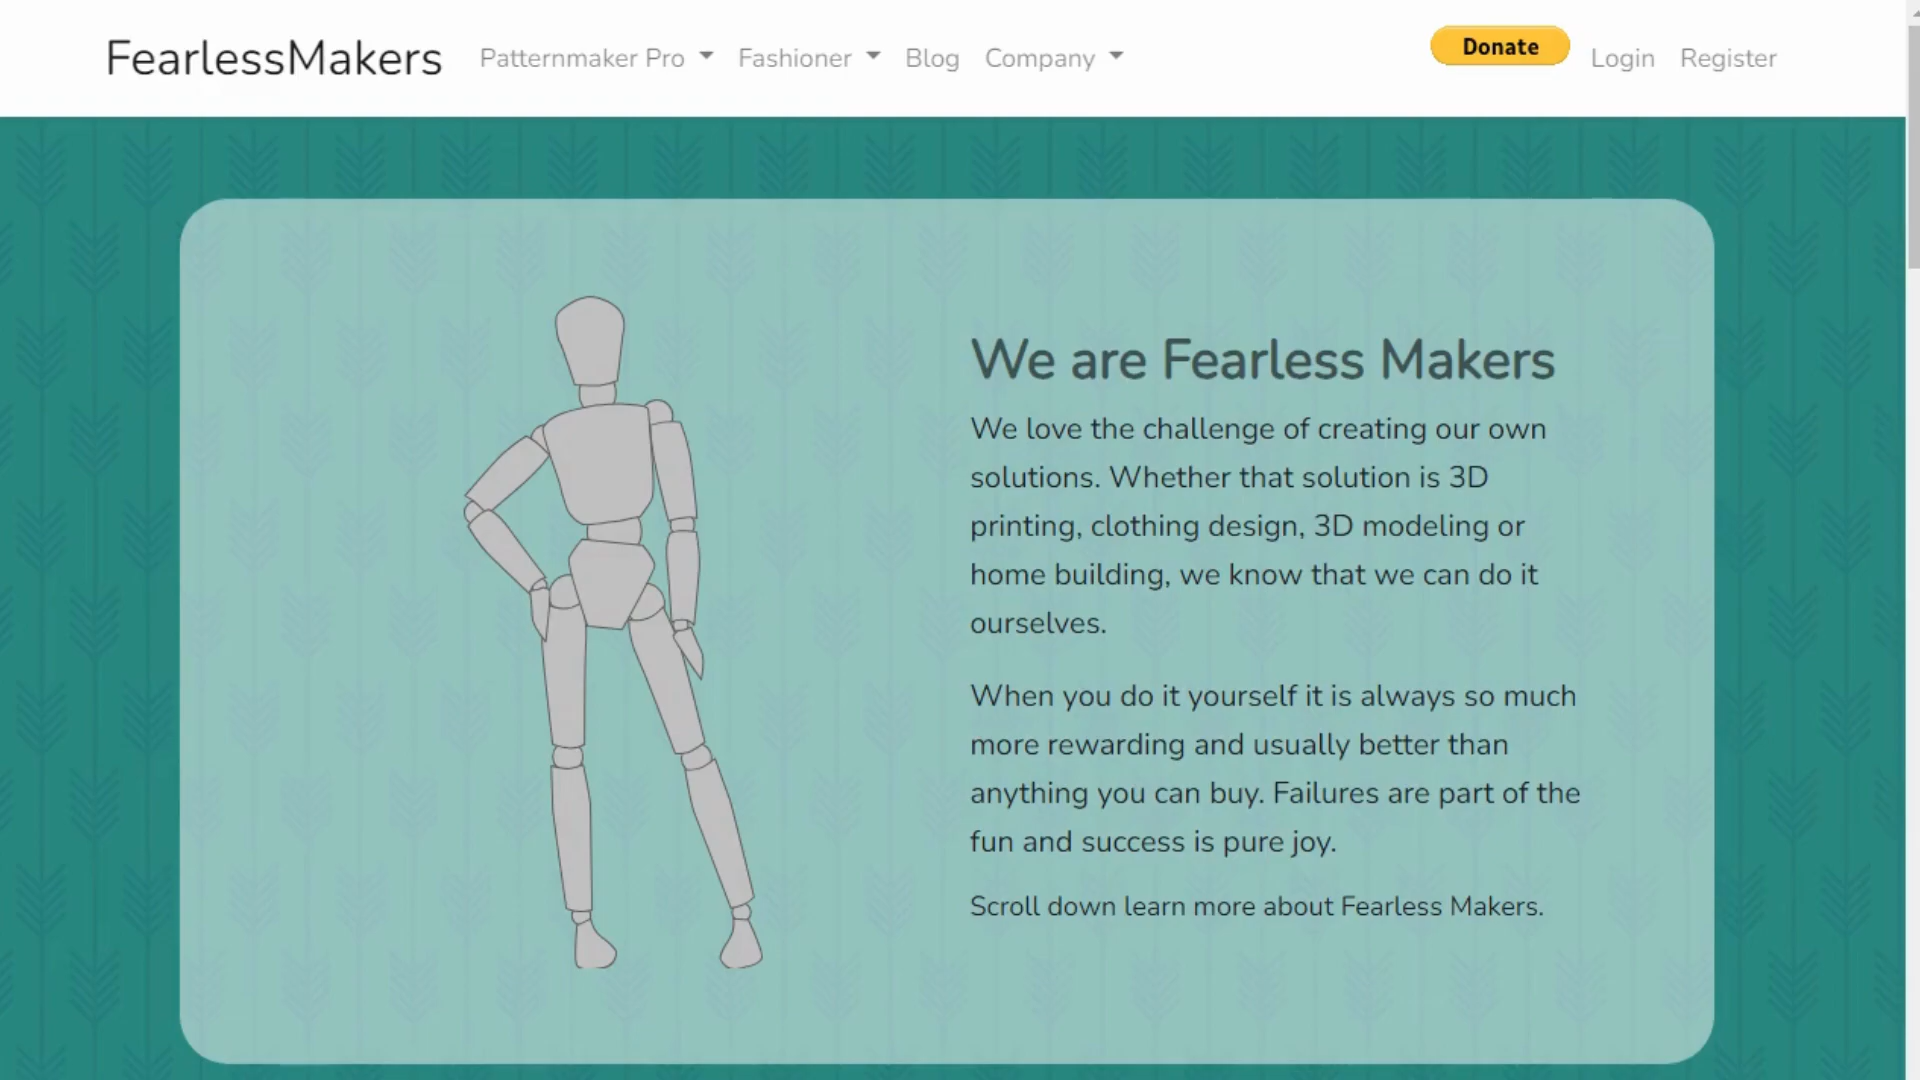 FearlessMakers
Patternmaker Pro
Fashioner
Blog
Company
Donate
Login
Register
We are Fearless Makers
We love the challenge of creating our own
solutions. Whether that solution is 3D
printing, clothing design, 3D modeling or
home building, we know that we can do it
ourselves.
When you do it yourself it is always so much
more rewarding and usually better than
anything you can buy. Failures are part of the
fun and success is pure joy.
Scroll down learn more about Fearless Makers.